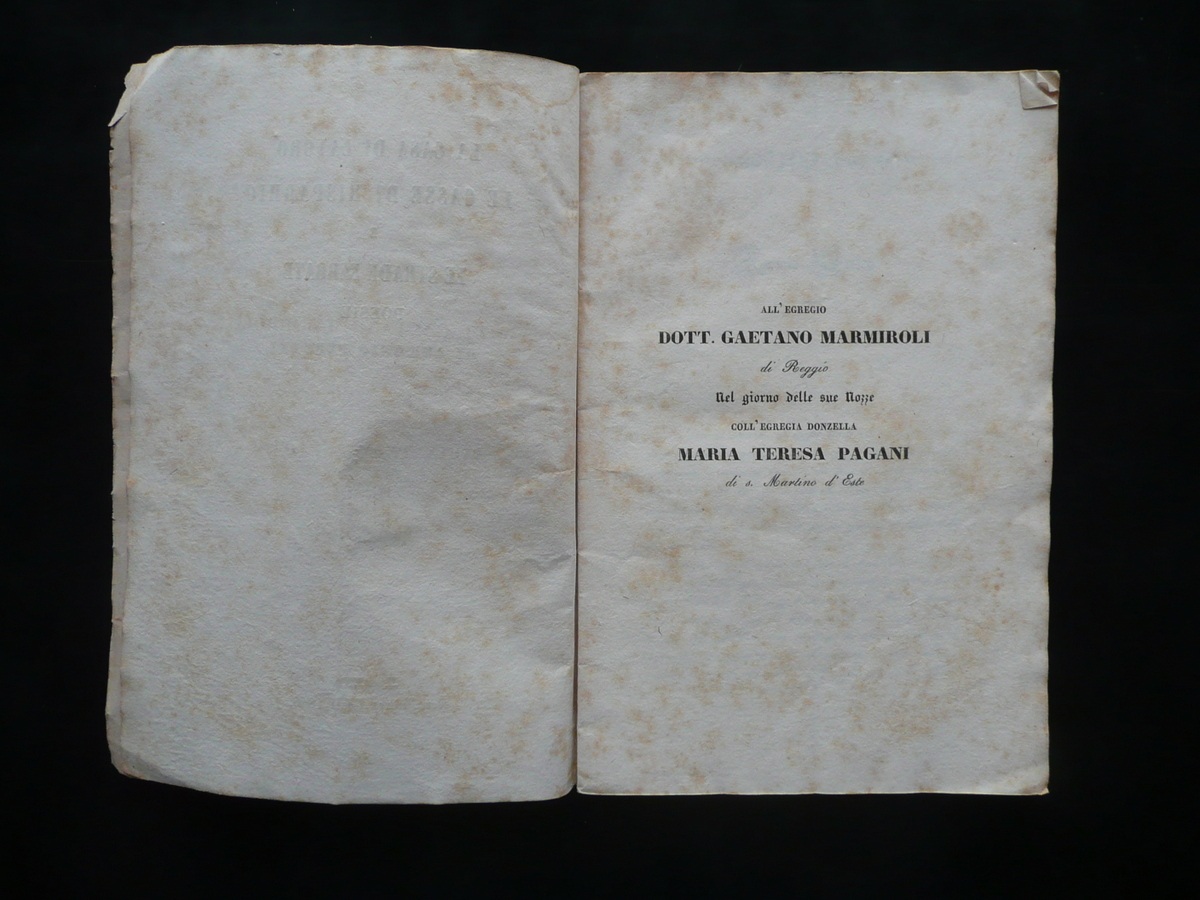 ALL'EGREGIO
DOTT. GAETANO MARMIROLI
di Reggio
Nel giorno delle sue Nozze
COLL'EGREGIA DONZELLA
MARIA TERESA PAGANI
di s. Martino d'Este